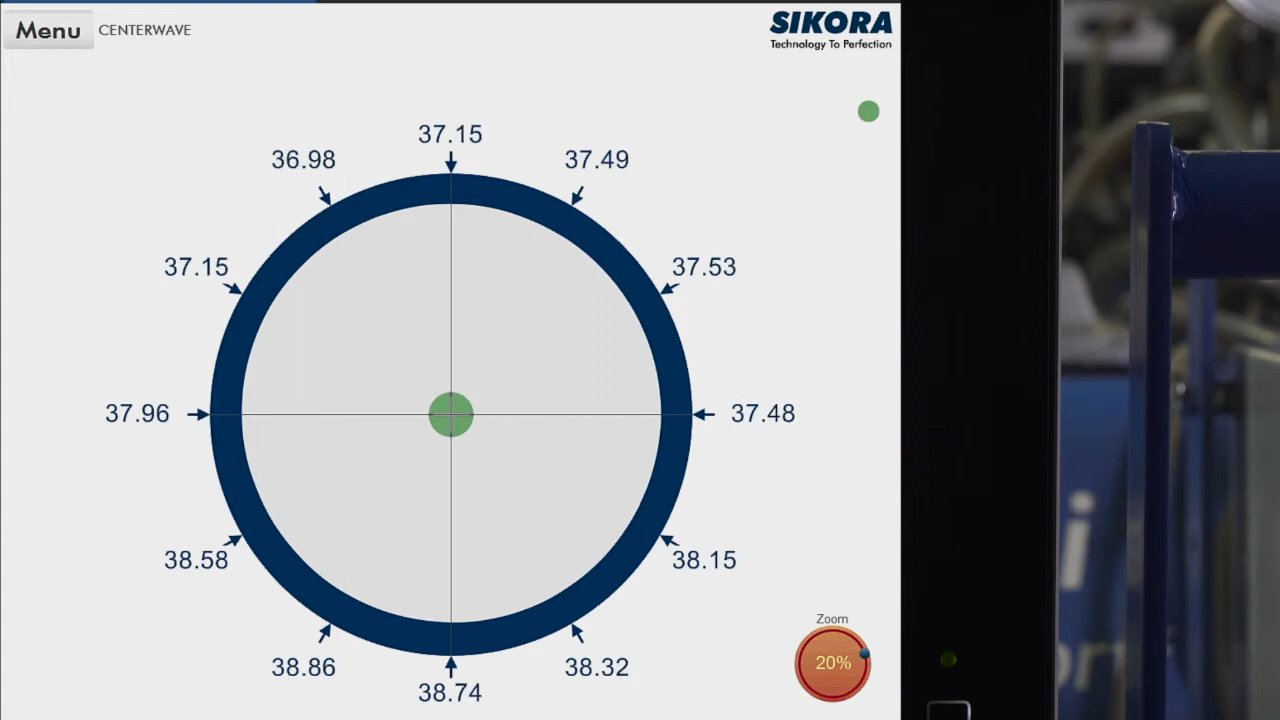 Menu
CENTERWAVE
SIKORA
Technology To Perfection
37.15
36.98
37.49
37.15
37.53
37.96
37.48
38.58
38.15
38.86
38.32
38.74
Zoom
20%